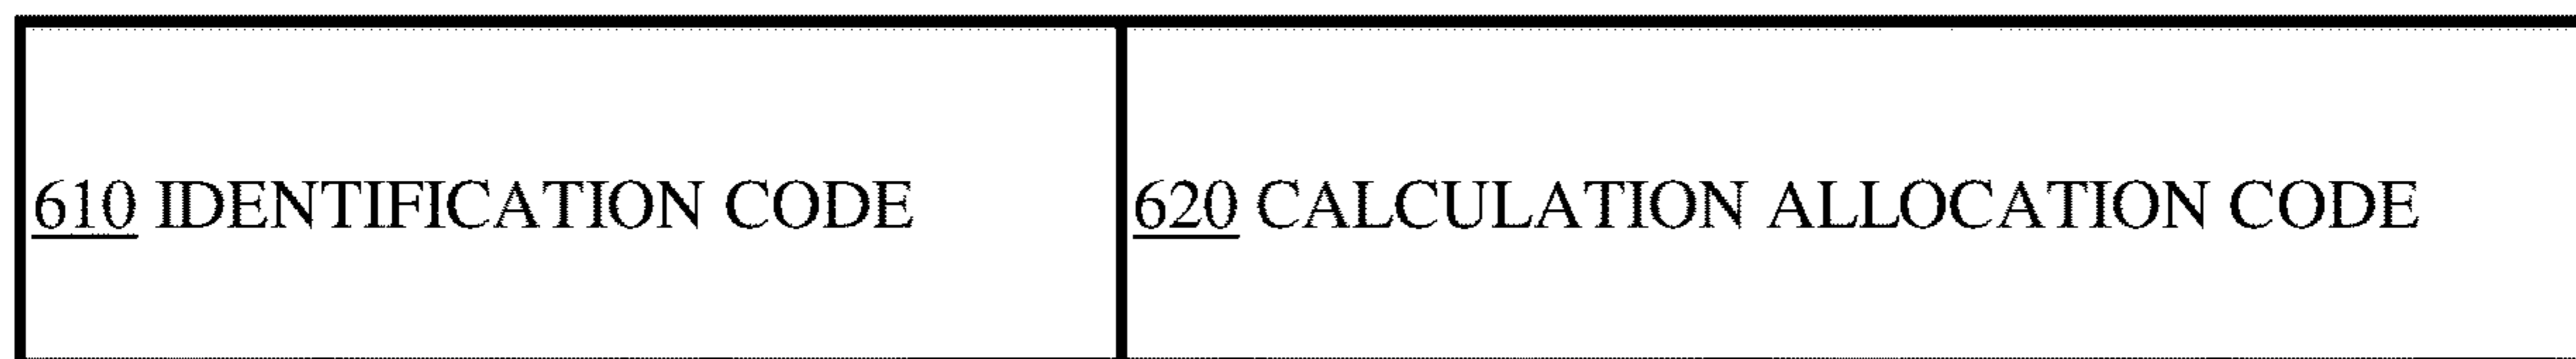 610 IDENTIFICATION CODE
620 CALCULATION ALLOCATION CODE